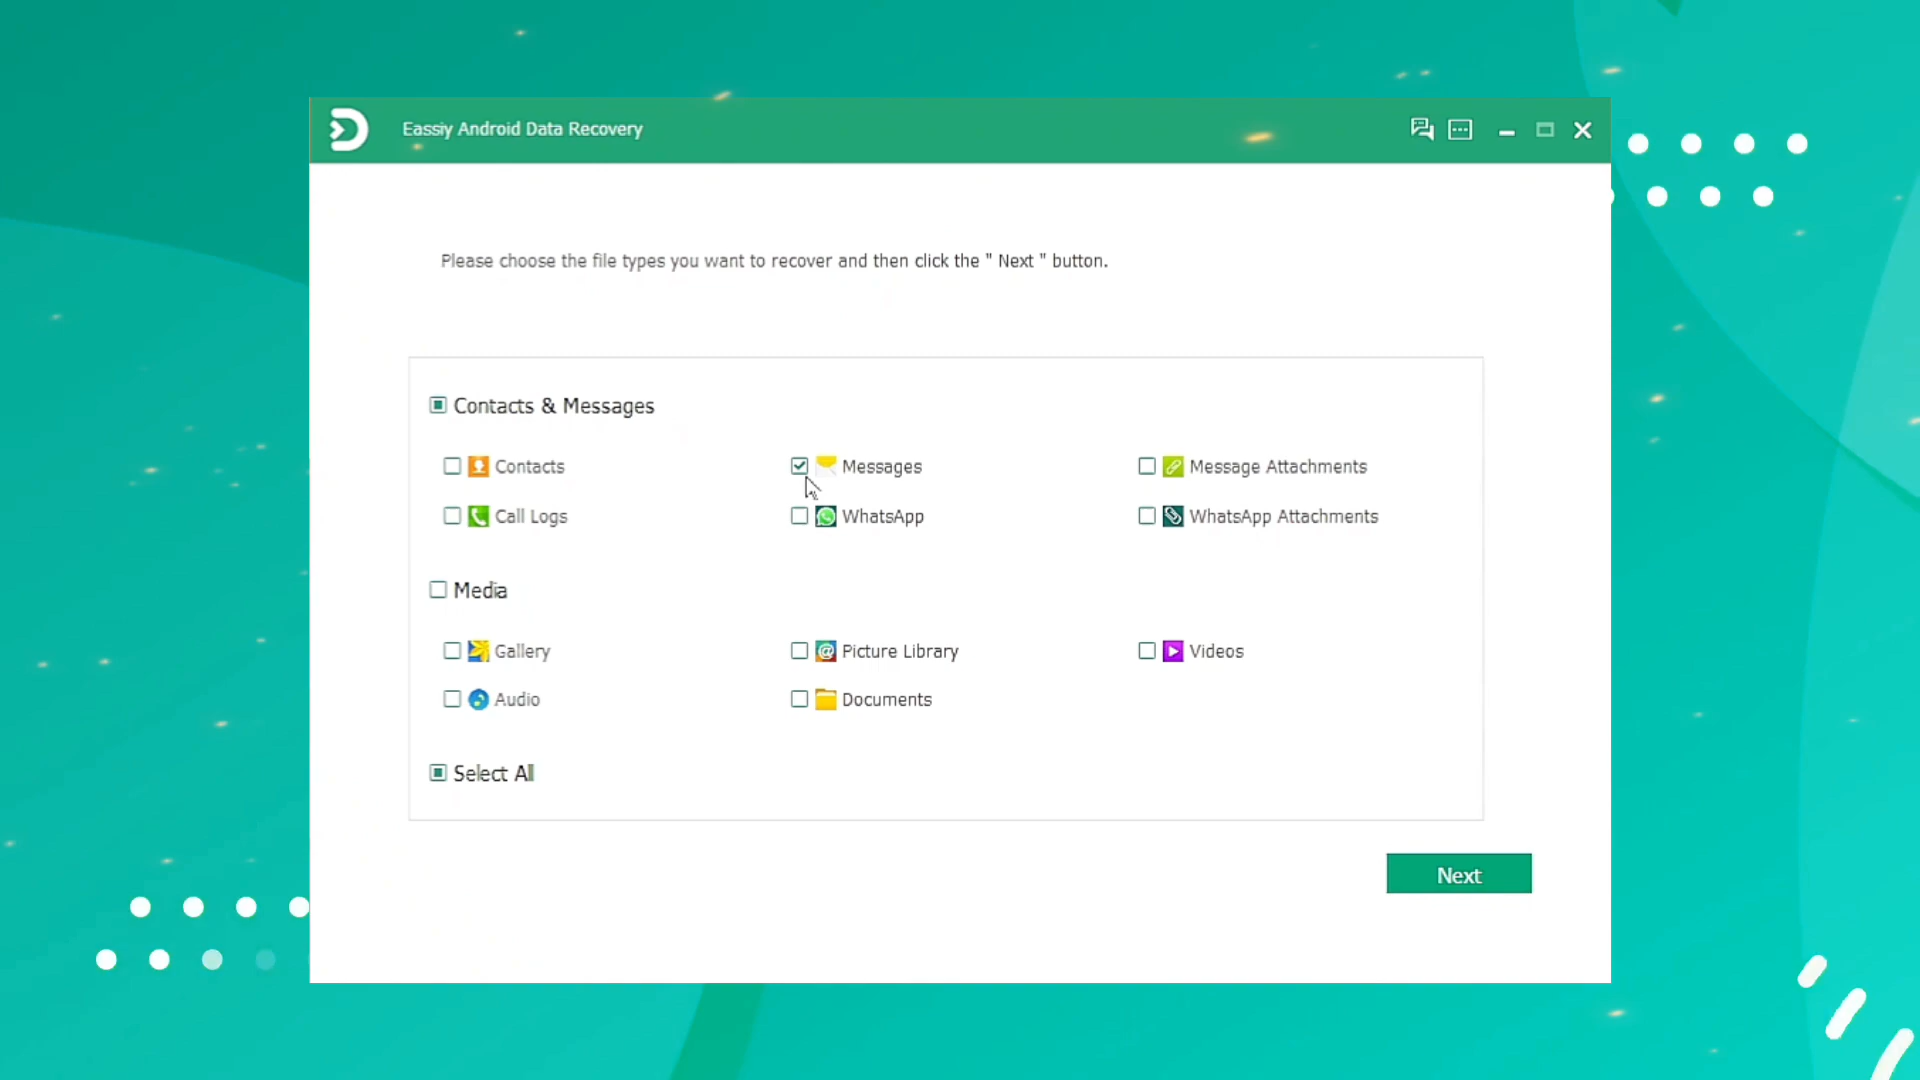 Eassiy Android Data Recovery
Please choose the file types you want to recover and then click the " Next " button.
Contacts & Messages
Contacts
Messages
Message Attachments
Call Logs
WhatsApp
WhatsApp Attachments
Media
Gallery
Picture Library
Videos
Audio
Documents
Select All
Next